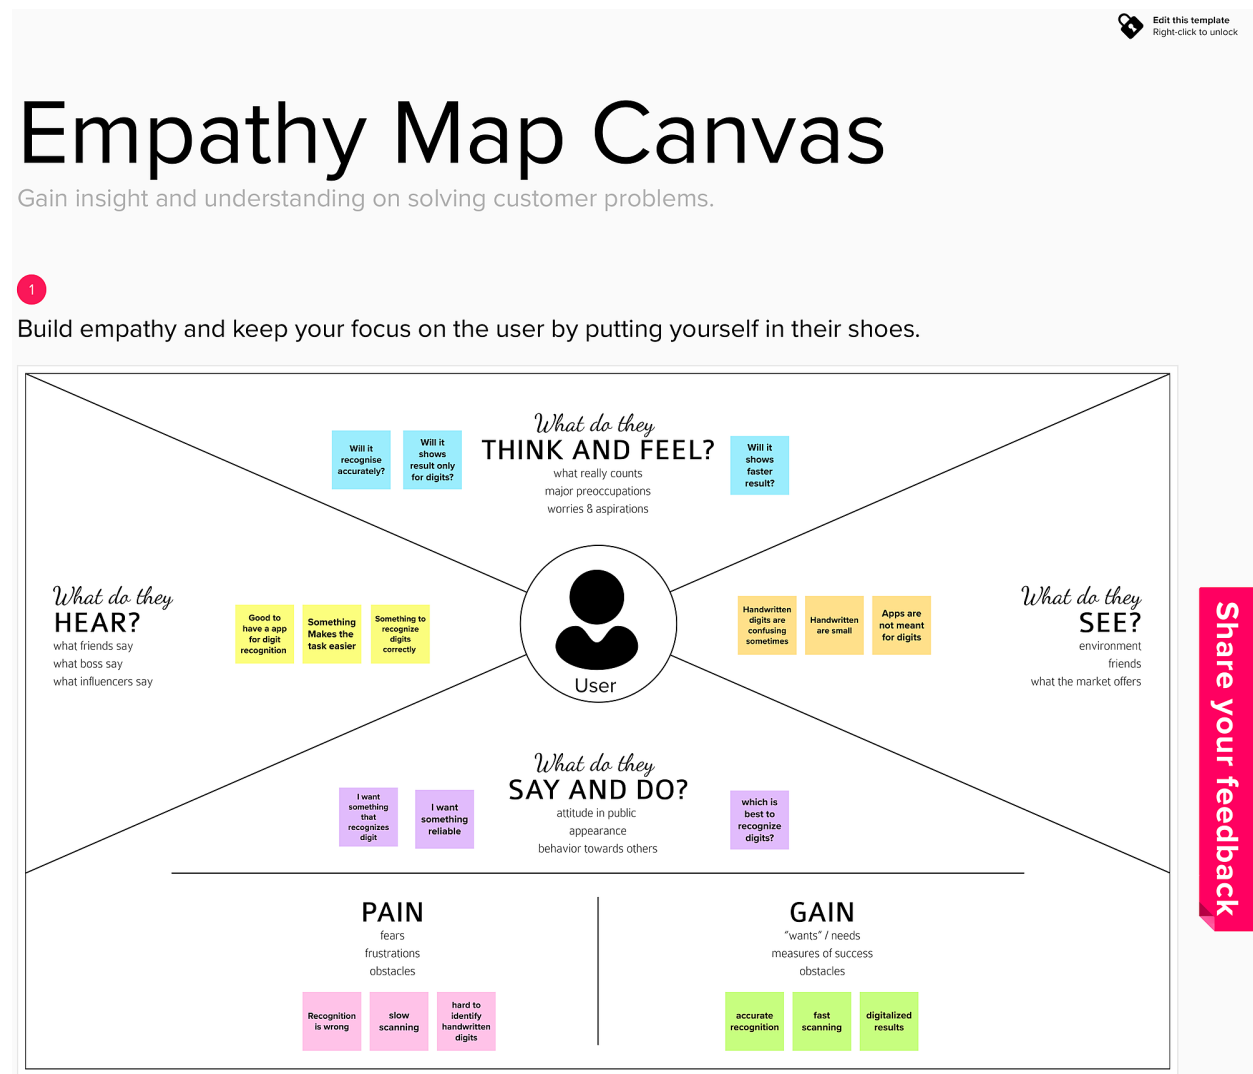 Edit this template
Right-click to unlock
Empathy Map Canvas
Gain insight and understanding on solving customer problems.
1
Build empathy and keep your focus on the user by putting yourself in their shoes.
What do they
THINK AND FEEL?
what really counts
major preoccupations
worries & aspirations
Will it
recognise
accurately?
Will it
shows
result only
for digits?
Will it
shows
faster
result?
What do they
HEAR?
what friends say
what boss say
what influencers say
Good to
have a app
for digit
recognition
Something
Makes the
task easier
Something to
recognize
digits
correctly
User
Handwritten
digits are
confusing
sometimes
Handwritten
are small
Apps are
not meant
for digits
What do they
SEE?
environment
friends
what the market offers
Share your feedback
What do they
SAY AND DO?
attitude in public
appearance
behavior towards others
I want
something
that
recognizes
digit
I want
something
reliable
which is
best to
recognize
digits?
PAIN
fears
frustrations
obstacles
Recognition
is wrong
slow
scanning
hard to
identify
handwritten
digits
GAIN
"wants" / needs
measures of success
obstacles
accurate
recognition
fast
scanning
digitalized
results